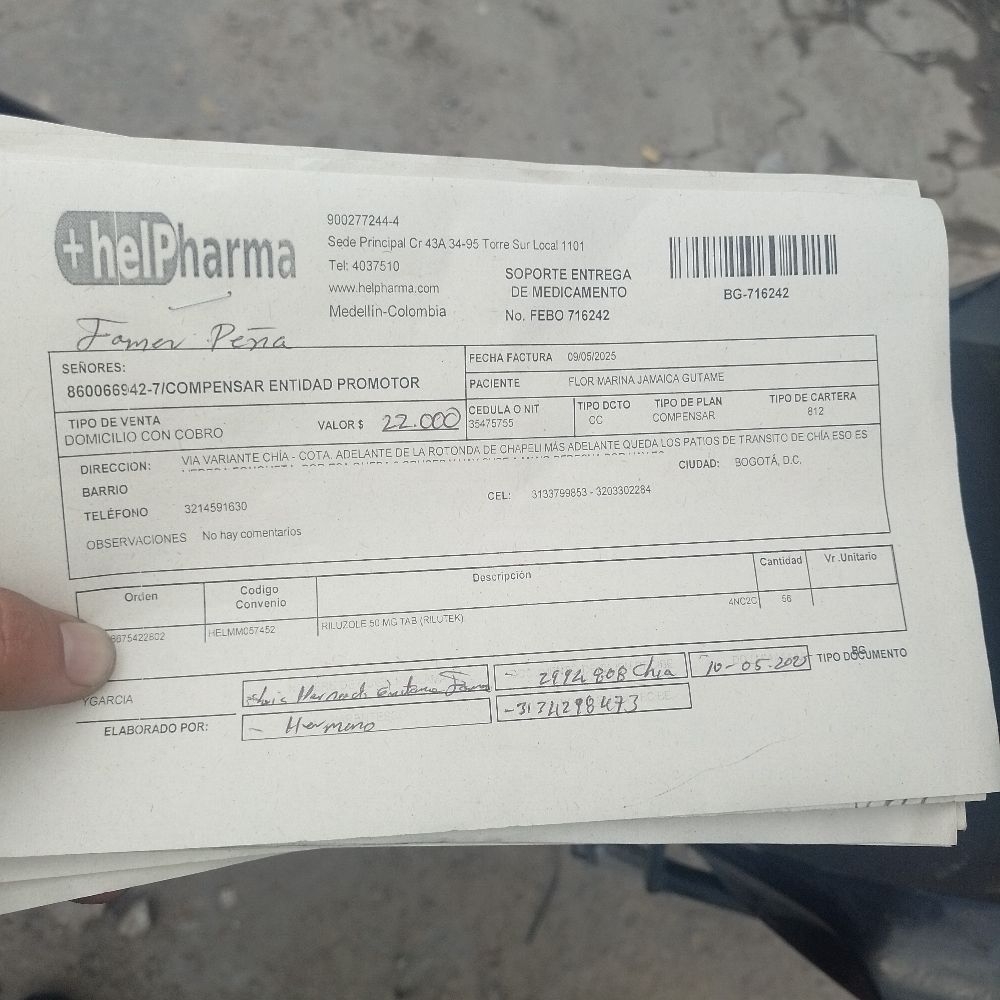 +helPharma
900277244-4
Sede Principal Cr 43A 34-95 Torre Sur Local 1101
Tel: 4037510
www.helpharma.com
Medellín-Colombia
SOPORTE ENTREGA
DE MEDICAMENTO
No. FEBO 716242
BG-716242
Peña
SEÑORES:
860066942-7/COMPENSAR ENTIDAD PROMOTOR
FECHA FACTURA 09/05/2025
PACIENTE FLOR MARINA JAMAICA GUTAME
TIPO DE VENTA
DOMICILIO CON COBRO
VALOR $ 22.000
CEDULA O NIT
35475755
TIPO DCTO
CC
TIPO DE PLAN
COMPENSAR
TIPO DE CARTERA
812
DIRECCION: VIA VARIANTE CHÍA - COTA. ADELANTE DE LA ROTONDA DE CHAPELI MÁS ADELANTE QUEDA LOS PATIOS DE TRANSITO DE CHÍA ESO ES
CIUDAD: BOGOTÁ, D.C.
BARRIO
TELÉFONO 3214591630
CEL: 3133799853 - 3203302284
OBSERVACIONES No hay comentarios
Orden Codigo Convenio Descripción Cantidad Vr.Unitario
8675422802 HELMM057452 RILUZOLE 50 MG TAB (RILUTEK) 4NC2C 56
YGARCIA
- 2994808 Chia
10-05-2025
TIPO DOCUMENTO
BG
ELABORADO POR:
- Hermano
-3134298473